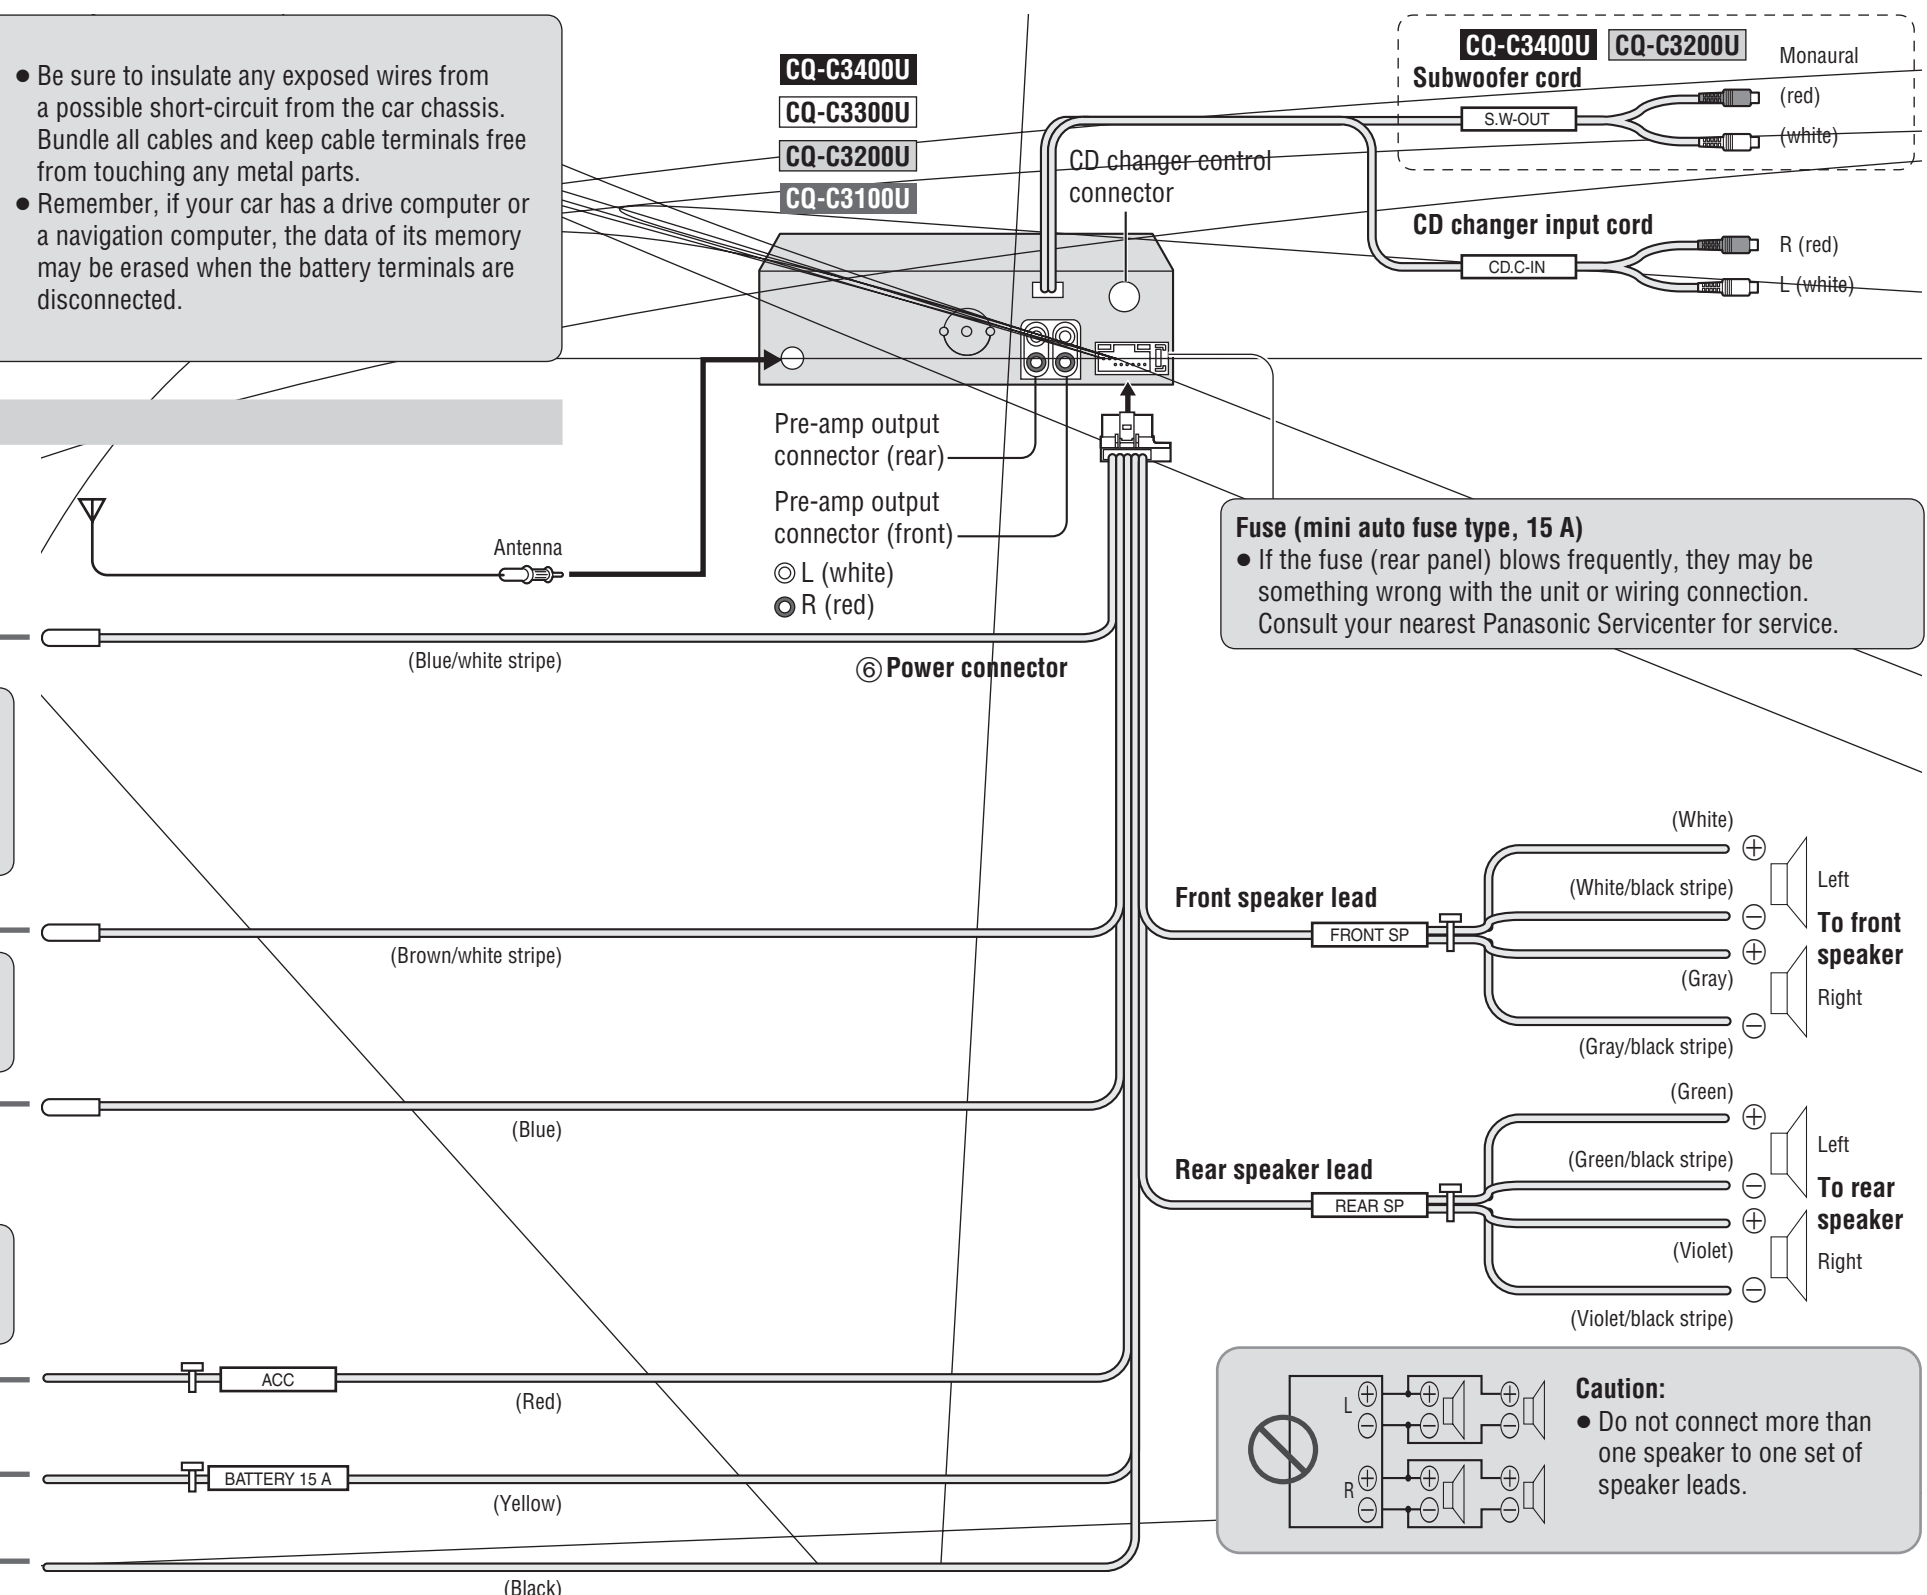 ● Be sure to insulate any exposed wires from
a possible short-circuit from the car chassis.
Bundle all cables and keep cable terminals free
from touching any metal parts.
● Remember, if your car has a drive computer or
a navigation computer, the data of its memory
may be erased when the battery terminals are
disconnected.
CQ-C3400U
CQ-C3300U
CQ-C3200U
CQ-C3100U
CD changer control
connector
CQ-C3400U CQ-C3200U
Subwoofer cord
Monaural
(red)
S.W-OUT
(white)
CD changer input cord
R (red)
CD.C-IN
L (white)
Pre-amp output
connector (rear)
Pre-amp output
connector (front)
◎ L (white)
◎ R (red)
Antenna
Fuse (mini auto fuse type, 15 A)
● If the fuse (rear panel) blows frequently, they may be
something wrong with the unit or wiring connection.
Consult your nearest Panasonic Servicenter for service.
(Blue/white stripe)
⑥ Power connector
(Brown/white stripe)
(Blue)
ACC
(Red)
BATTERY 15 A
(Yellow)
(Black)
Front speaker lead
FRONT SP
(White)
⊕
(White/black stripe)
⊖
Left
To front
speaker
⊕
(Gray)
Right
⊖
(Gray/black stripe)
Rear speaker lead
REAR SP
(Green)
⊕
(Green/black stripe)
⊖
Left
To rear
speaker
⊕
(Violet)
Right
⊖
(Violet/black stripe)
L ⊕ ⊕ ⊕
⊖ ⊖ ⊖
R ⊕ ⊕ ⊕
⊖ ⊖ ⊖
Caution:
● Do not connect more than
one speaker to one set of
speaker leads.